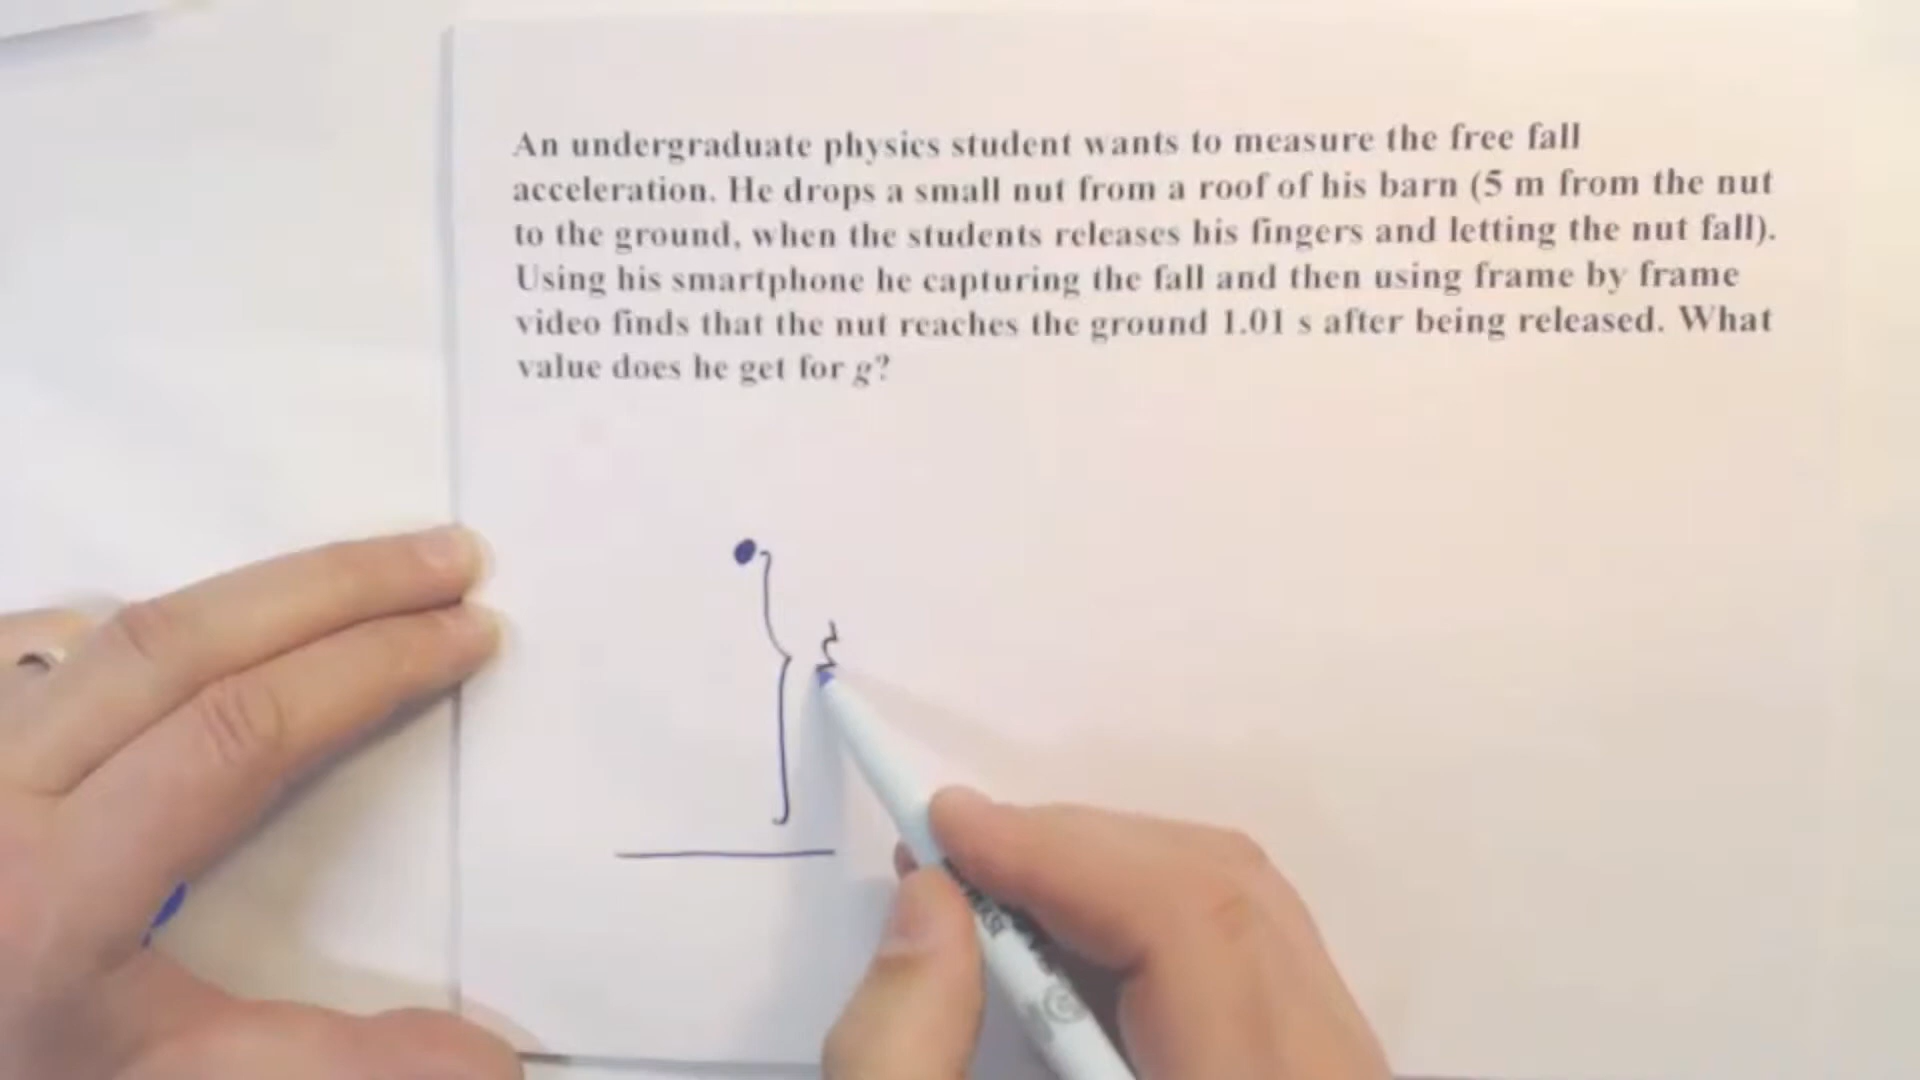 An undergraduate physics student wants to measure the free fall
acceleration. He drops a small nut from a roof of his barn (5 m from the nut
to the ground, when the students releases his fingers and letting the nut fall).
Using his smartphone he capturing the fall and then using frame by frame
video finds that the nut reaches the ground 1.01 s after being released. What
value does he get for g?